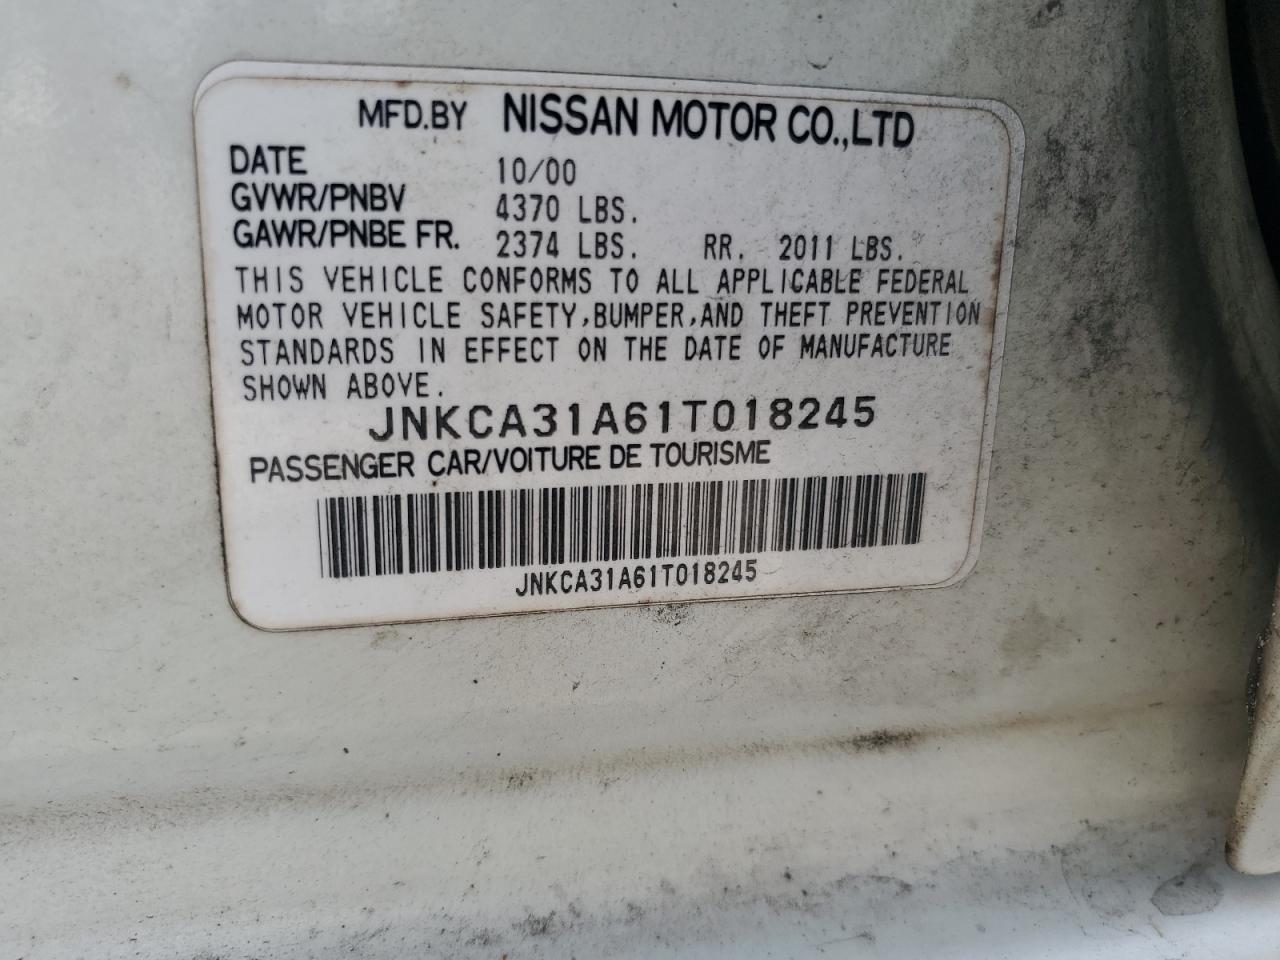 MFD.BY NISSAN MOTOR CO.,LTD
DATE 10/00
GVWR/PNBV 4370 LBS.
GAWR/PNBE FR. 2374 LBS. RR. 2011 LBS.
THIS VEHICLE CONFORMS TO ALL APPLICABLE FEDERAL
MOTOR VEHICLE SAFETY,BUMPER,AND THEFT PREVENTION
STANDARDS IN EFFECT ON THE DATE OF MANUFACTURE
SHOWN ABOVE.
JNKCA31A61T018245
PASSENGER CAR/VOITURE DE TOURISME
JNKCA31A61T018245